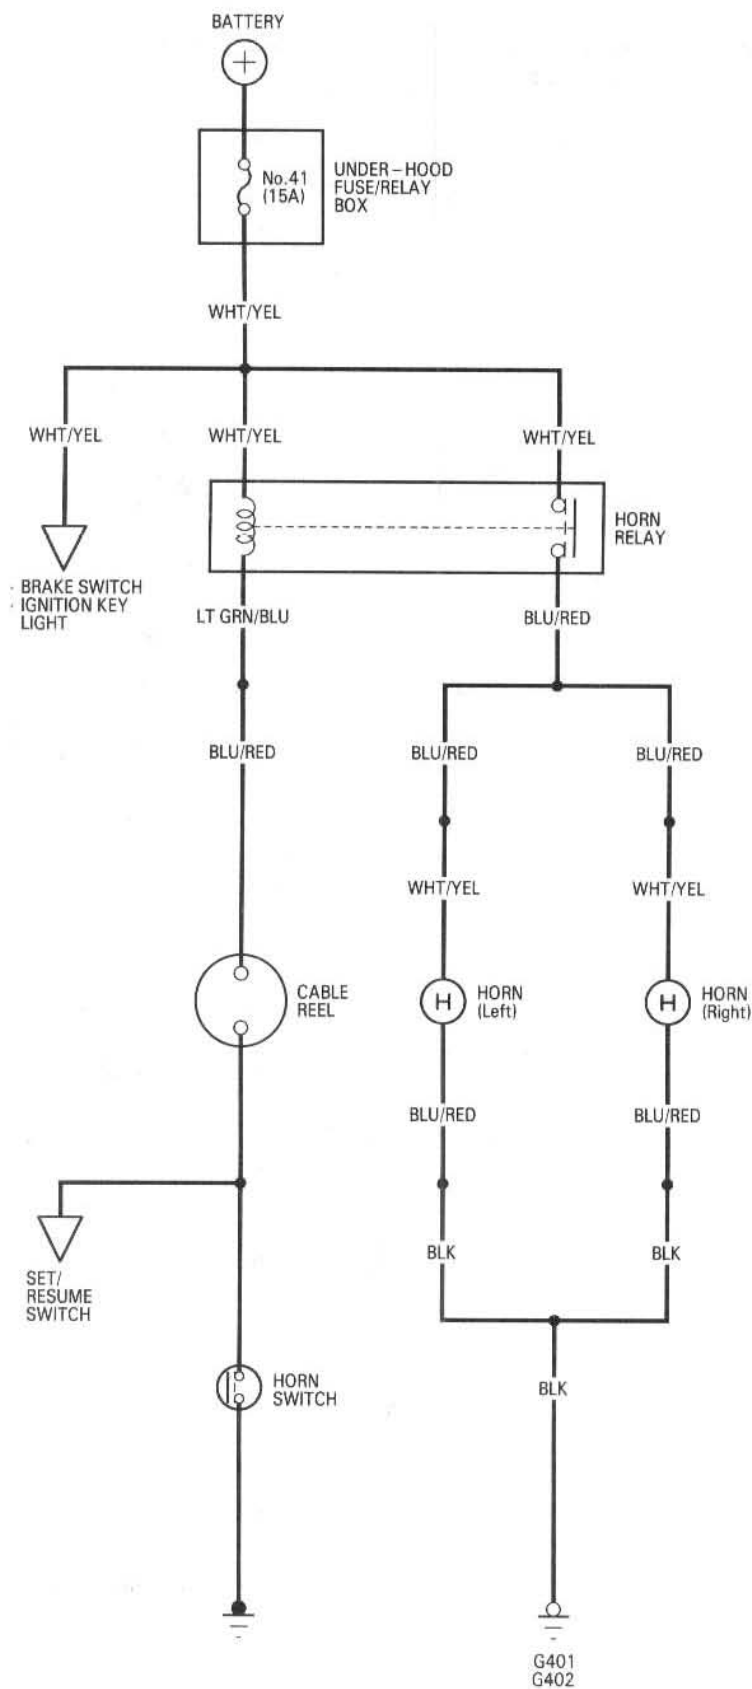 BATTERY
+
No.41
(15A)
UNDER-HOOD
FUSE/RELAY
BOX
WHT/YEL
WHT/YEL
WHT/YEL
WHT/YEL
HORN
RELAY
· BRAKE SWITCH
· IGNITION KEY
LIGHT
LT GRN/BLU
BLU/RED
BLU/RED
BLU/RED
BLU/RED
WHT/YEL
WHT/YEL
CABLE
REEL
H
HORN
(Left)
H
HORN
(Right)
BLU/RED
BLU/RED
SET/
RESUME
SWITCH
BLK
BLK
HORN
SWITCH
BLK
G401
G402